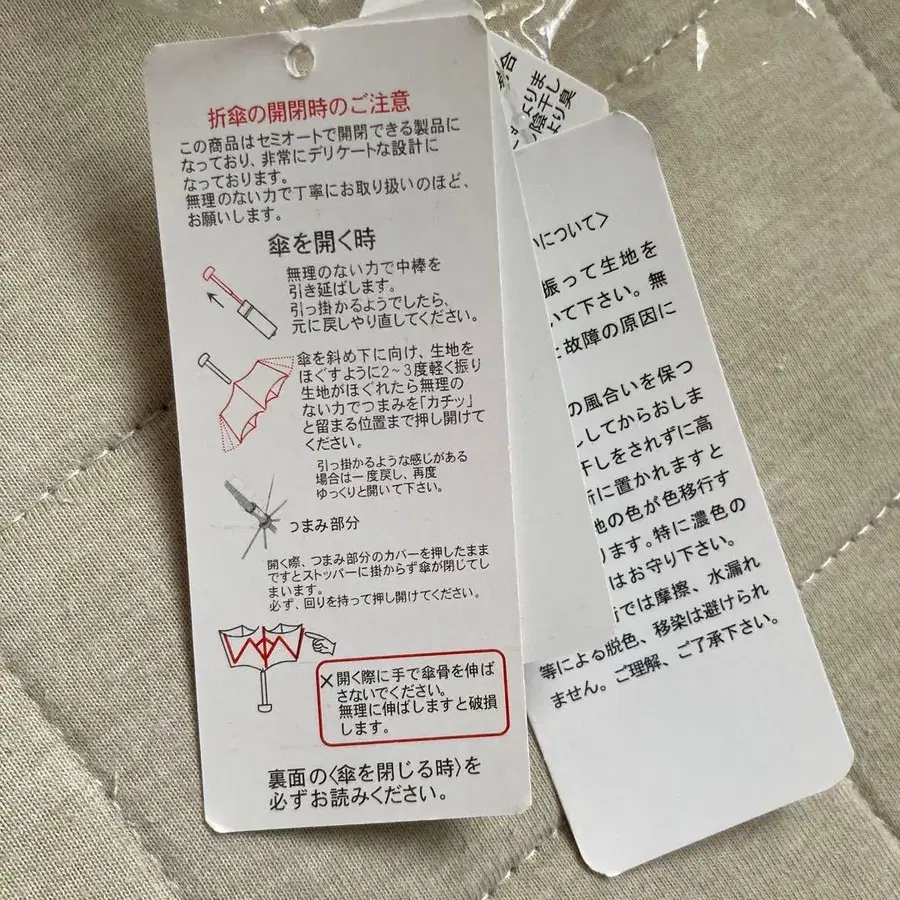 折傘の開閉時のご注意
この商品はセミオートで開閉できる製品に
なっており、非常にデリケートな設計に
なっております。
無理のない力で丁寧にお取り扱いのほど、
お願いします。
傘を開く時
無理のない力で中棒を
引き延ばします。
引っ掛かるようでしたら、
元に戻しやり直してください。
傘を斜め下に向け、生地を
ほぐすように2~3度軽く振り
生地がほぐれたら無理の
ない力でつまみを「カチッ」
と留まる位置まで押し開けて
ください。
引っ掛かるような感じがある
場合は一度戻し、再度
ゆっくりと開いて下さい。
つまみ部分
開く際、つまみ部分のカバーを押したまま
ですとストッパーに掛からず傘が閉じてし
まいます。
必ず、回りを持って押し開けてください。
×開く際に手で傘骨を伸ば
さないでください。
無理に伸ばしますと破損
します。
裏面の〈傘を閉じる時〉を
必ずお読みください。
りまし
陰干
り臭
いについて〉
振って生地を
いて下さい。無
故障の原因に
の風合いを保つ
してからおしま
干しをされずに高
に置かれますと
地の色が色移行す
ります。特に濃色の
はお守り下さい。
では摩擦、水漏れ
等による脱色、移染は避けられ
ません。ご理解、ご了承下さい。